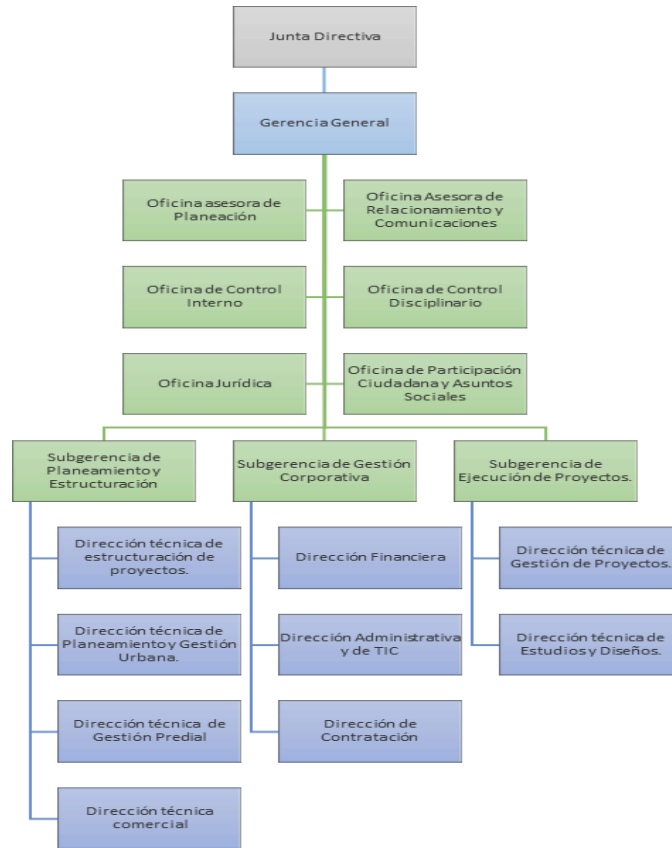 Junta Directiva
Gerencia General
Oficina asesora de
Planeación
Oficina Asesora de
Relacionamiento y
Comunicaciones
Oficina de Control
Interno
Oficina de Control
Disciplinario
Oficina Jurídica
Oficina de Participación
Ciudadana y Asuntos
Sociales
Subgerencia de
Planeamiento y
Estructuración
Subgerencia de Gestión
Corporativa
Subgerencia de
Ejecución de Proyectos.
Dirección técnica de
estructuración de
proyectos.
Dirección técnica de
Planeamiento y Gestión
Urbana.
Dirección técnica de
Gestión Predial
Dirección técnica
comercial
Dirección Financiera
Dirección Administrativa
y de TIC
Dirección de
Contratación
Dirección técnica de
Gestión de Proyectos.
Dirección técnica de
Estudios y Diseños.